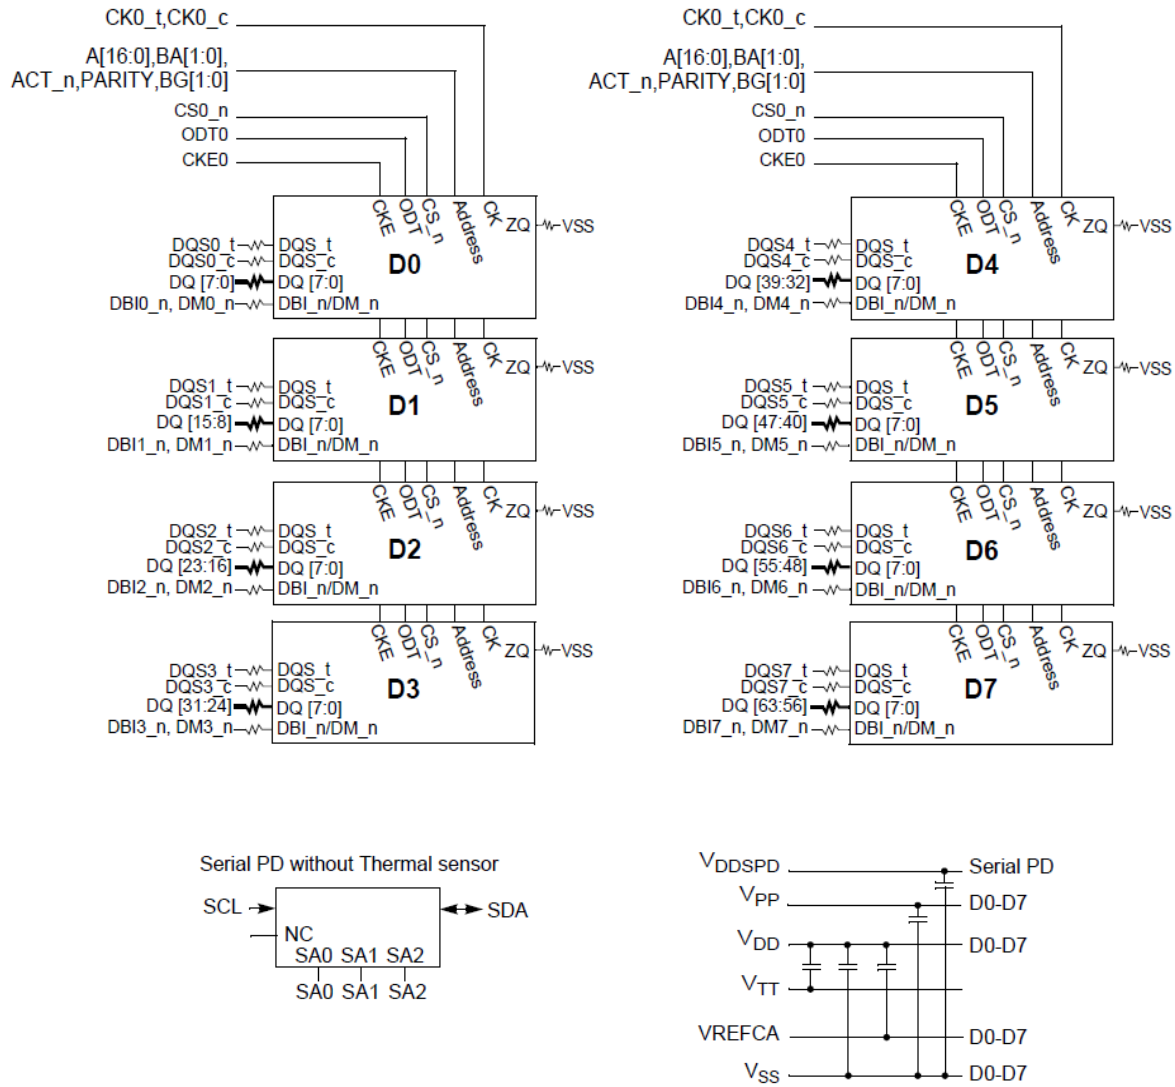 CK0_t,CK0_c
A[16:0],BA[1:0],
ACT_n,PARITY,BG[1:0]
CS0_n
ODT0
CKE0
CKE ODT CS_n Address CK ZQ VSS
DQS0_t DQS_t
DQS0_c DQS_c
D0
DQ [7:0] DQ [7:0]
DBI0_n, DM0_n DBI_n/DM_n
CKE ODT CS_n Address CK ZQ VSS
DQS1_t DQS_t
DQS1_c DQS_c
D1
DQ [15:8] DQ [7:0]
DBI1_n, DM1_n DBI_n/DM_n
CKE ODT CS_n Address CK ZQ VSS
DQS2_t DQS_t
DQS2_c DQS_c
D2
DQ [23:16] DQ [7:0]
DBI2_n, DM2_n DBI_n/DM_n
CKE ODT CS_n Address CK ZQ VSS
DQS3_t DQS_t
DQS3_c DQS_c
D3
DQ [31:24] DQ [7:0]
DBI3_n, DM3_n DBI_n/DM_n
CK0_t,CK0_c
A[16:0],BA[1:0],
ACT_n,PARITY,BG[1:0]
CS0_n
ODT0
CKE0
CKE ODT CS_n Address CK ZQ VSS
DQS4_t DQS_t
DQS4_c DQS_c
D4
DQ [39:32] DQ [7:0]
DBI4_n, DM4_n DBI_n/DM_n
CKE ODT CS_n Address CK ZQ VSS
DQS5_t DQS_t
DQS5_c DQS_c
D5
DQ [47:40] DQ [7:0]
DBI5_n, DM5_n DBI_n/DM_n
CKE ODT CS_n Address CK ZQ VSS
DQS6_t DQS_t
DQS6_c DQS_c
D6
DQ [55:48] DQ [7:0]
DBI6_n, DM6_n DBI_n/DM_n
CKE ODT CS_n Address CK ZQ VSS
DQS7_t DQS_t
DQS7_c DQS_c
D7
DQ [63:56] DQ [7:0]
DBI7_n, DM7_n DBI_n/DM_n
Serial PD without Thermal sensor
SCL SDA
NC
SA0 SA1 SA2
SA0 SA1 SA2
VDDSPD Serial PD
VPP D0-D7
VDD D0-D7
VTT
VREFCA D0-D7
VSS D0-D7